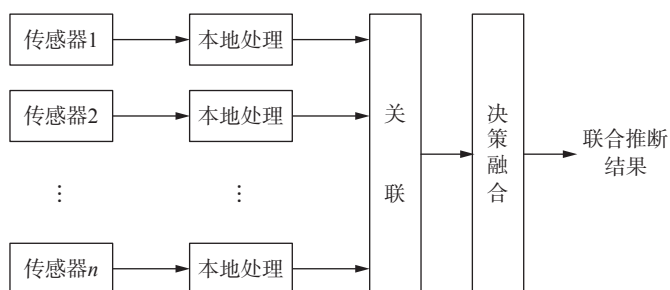 传感器1
本地处理
传感器2
本地处理
⋮
⋮
传感器n
本地处理
关
联
决
策
融
合
联合推断
结果